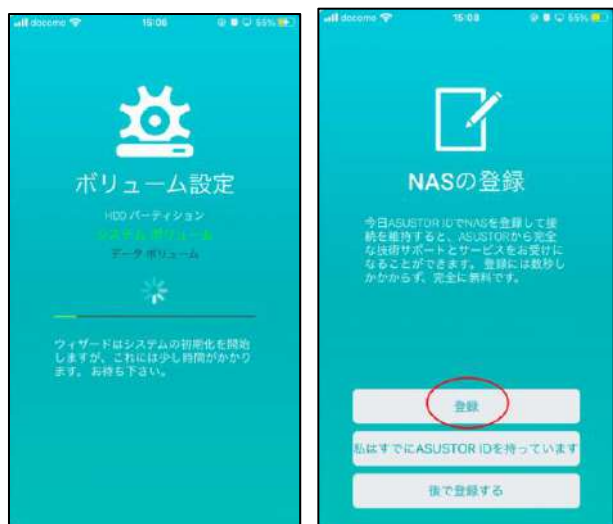 docomo
15:06
55%
ボリューム設定
HDD パーティション
システム ボリューム
データ ボリューム
ウィザードはシステムの初期化を開始
しますが、これには少し時間がかかり
ます。お待ち下さい。
docomo
15:08
55%
NASの登録
今日ASUSTOR IDでNASを登録して接
続を維持すると、ASUSTORから完全
な技術サポートとサービスをお受けに
なることができます。登録には数秒し
かかからず、完全に無料です。
登録
私はすでにASUSTOR IDを持っています
後で登録する